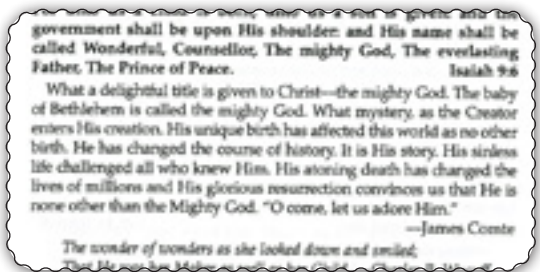 government shall be upon His shoulder: and His name shall be
called Wonderful, Counsellor, The mighty God, The everlasting
Father, The Prince of Peace. Isaiah 9:6
What a delightful title is given to Christ—the mighty God. The baby
of Bethlehem is called the mighty God. What mystery, as the Creator
enters His creation. His unique birth has affected this world as no other
birth. He has changed the course of history. It is His story. His sinless
life challenged all who knew Him. His atoning death has changed the
lives of millions and His glorious resurrection convinces us that He is
none other than the Mighty God. "O come, let us adore Him."
—James Comte
The wonder of wonders as she looked down and smiled;